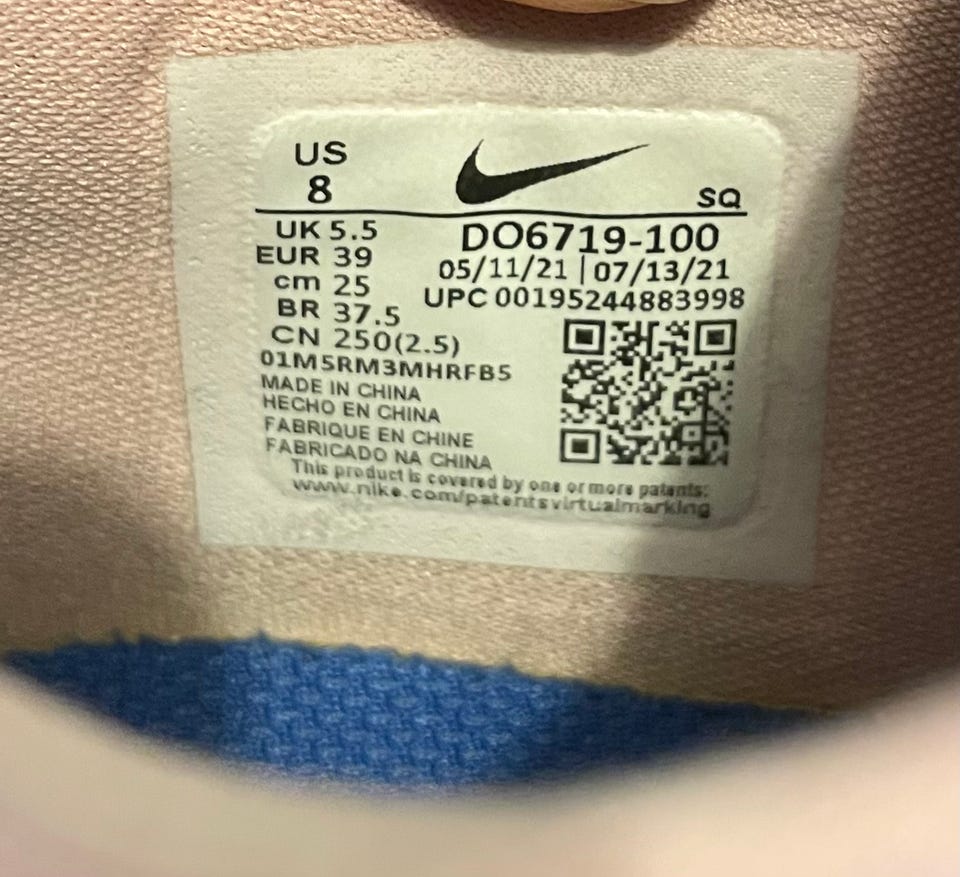 US
8
SQ
UK 5.5
EUR 39
cm 25
BR 37.5
CN 250(2.5)
DO6719-100
05/11/21 | 07/13/21
UPC 00195244883998
01M5RM3MHRFB5
MADE IN CHINA
HECHO EN CHINA
FABRIQUE EN CHINE
FABRICADO NA CHINA
This product is covered by one or more patents:
www.nike.com/patentsvirtualmarking